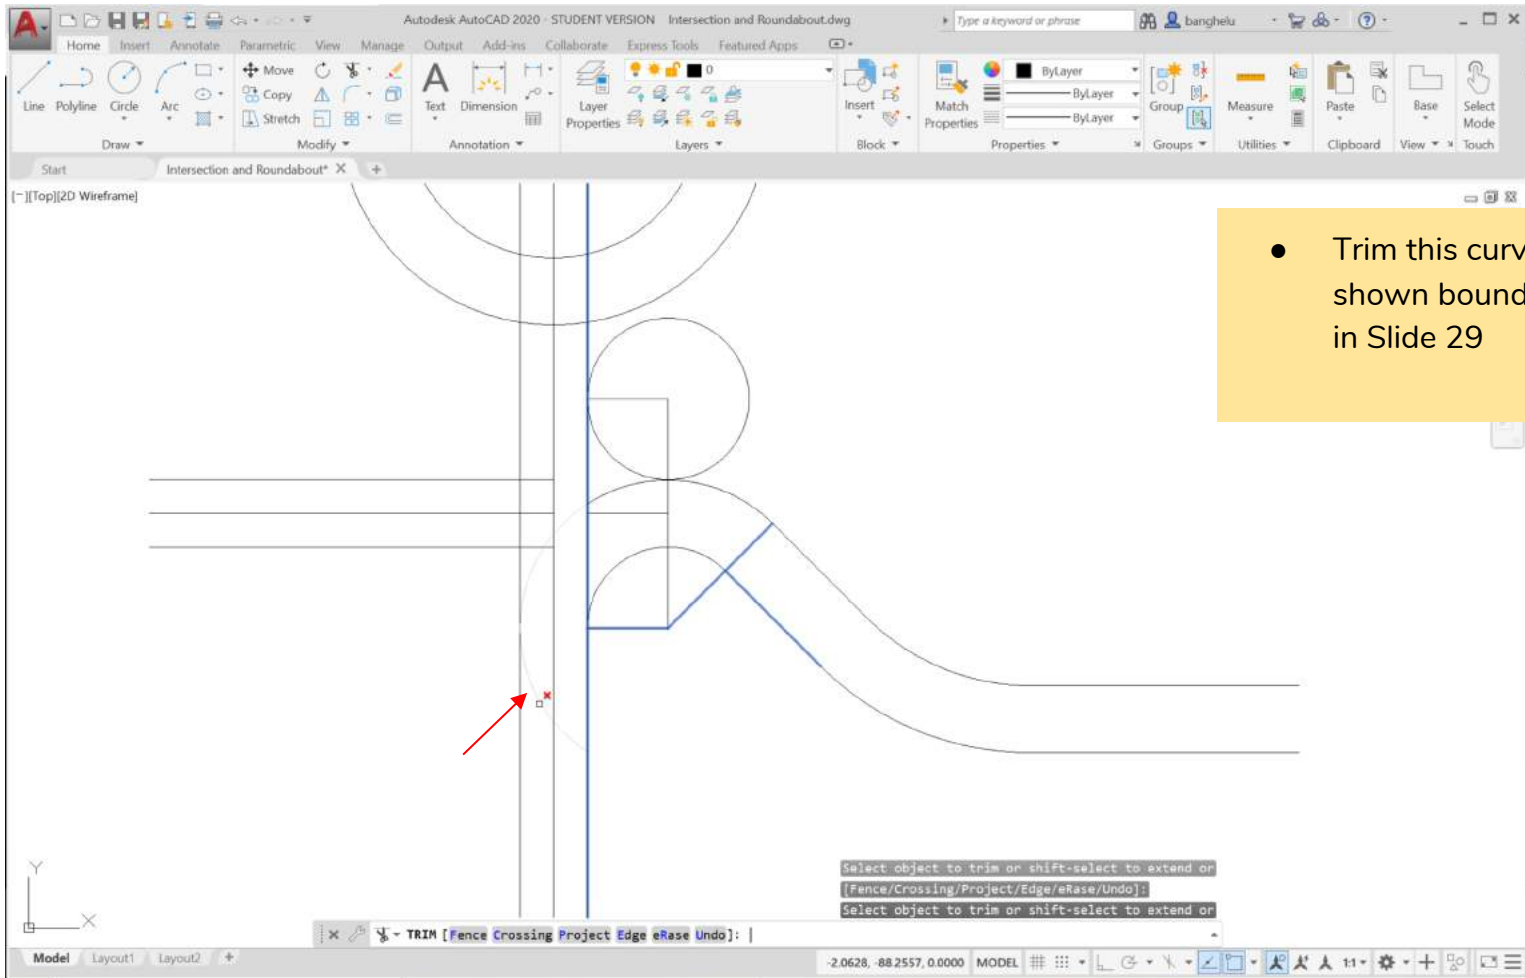 Autodesk AutoCAD 2020 - STUDENT VERSION Intersection and Roundabout.dwg Type a keyword or phrase bangheiu
Home Insert Annotate Parametric View Manage Output Add-ins Collaborate Express Tools Featured Apps
Line Polyline Circle Arc
Move
Copy
Stretch
Text Dimension
Layer Properties
0
Insert
Match Properties
ByLayer
ByLayer
ByLayer
Group
Measure
Paste
Base
Select Mode
Draw Modify Annotation Layers Block Properties Groups Utilities Clipboard View Touch
Start Intersection and Roundabout* X +
[−][Top][2D Wireframe]
● Trim this curv
shown bound
in Slide 29
Y
X
Select object to trim or shift-select to extend or
[Fence/Crossing/Project/Edge/eRase/Undo]:
Select object to trim or shift-select to extend or
TRIM [Fence Crossing Project Edge eRase Undo]:
Model Layout1 Layout2 +
-2.0628, -88.2557, 0.0000 MODEL 1:1